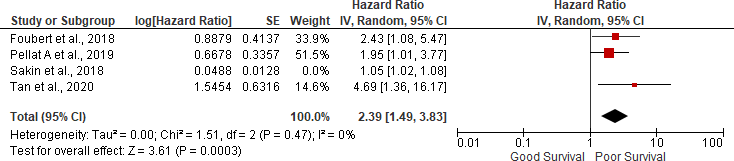 Hazard Ratio Hazard Ratio
Study or Subgroup log[Hazard Ratio] SE Weight IV, Random, 95% CI IV, Random, 95% CI
Foubert et al., 2018 0.8879 0.4137 33.9% 2.43 [1.08, 5.47]
Pellat A et al., 2019 0.6678 0.3357 51.5% 1.95 [1.01, 3.77]
Sakin et al., 2018 0.0488 0.0128 0.0% 1.05 [1.02, 1.08]
Tan et al., 2020 1.5454 0.6316 14.6% 4.69 [1.36, 16.17]
Total (95% CI) 100.0% 2.39 [1.49, 3.83]
Heterogeneity: Tau² = 0.00; Chi² = 1.51, df = 2 (P = 0.47); I² = 0%
Test for overall effect: Z = 3.61 (P = 0.0003)
0.01 0.1 1 10 100
Good Survival Poor Survival